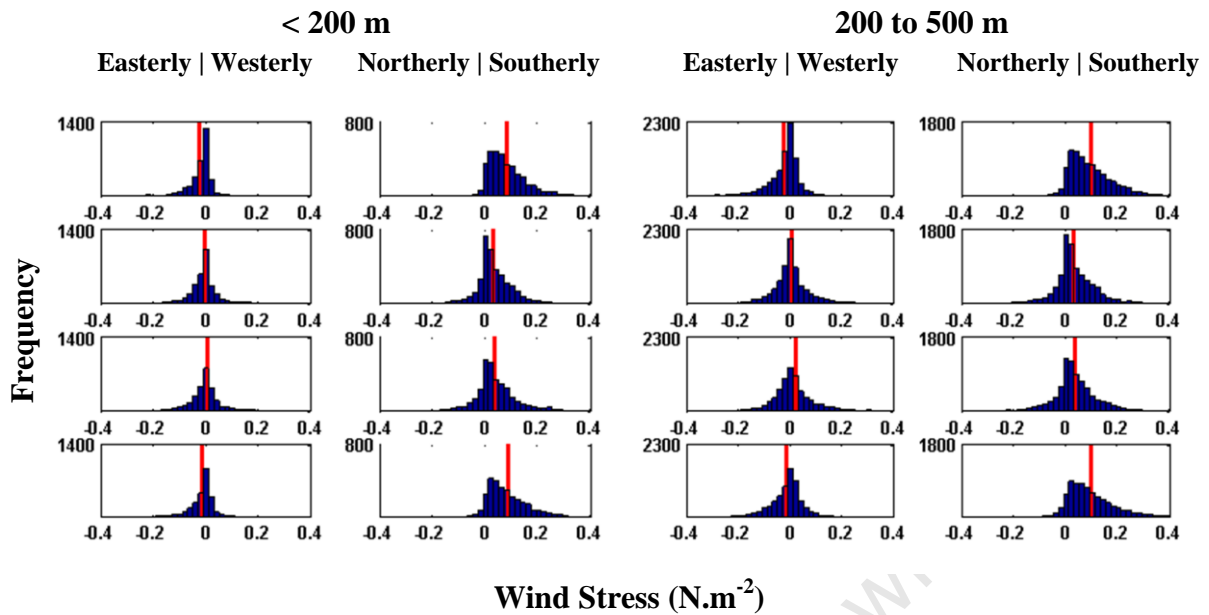 < 200 m 200 to 500 m
Easterly | Westerly Northerly | Southerly Easterly | Westerly Northerly | Southerly
1400 800 2300 1800
-0.4 -0.2 0 0.2 0.4 -0.4 -0.2 0 0.2 0.4 -0.4 -0.2 0 0.2 0.4 -0.4 -0.2 0 0.2 0.4
1400 800 2300 1800
-0.4 -0.2 0 0.2 0.4 -0.4 -0.2 0 0.2 0.4 -0.4 -0.2 0 0.2 0.4 -0.4 -0.2 0 0.2 0.4
Frequency
1400 800 2300 1800
-0.4 -0.2 0 0.2 0.4 -0.4 -0.2 0 0.2 0.4 -0.4 -0.2 0 0.2 0.4 -0.4 -0.2 0 0.2 0.4
1400 800 2300 1800
-0.4 -0.2 0 0.2 0.4 -0.4 -0.2 0 0.2 0.4 -0.4 -0.2 0 0.2 0.4 -0.4 -0.2 0 0.2 0.4
Wind Stress (N.m⁻²)